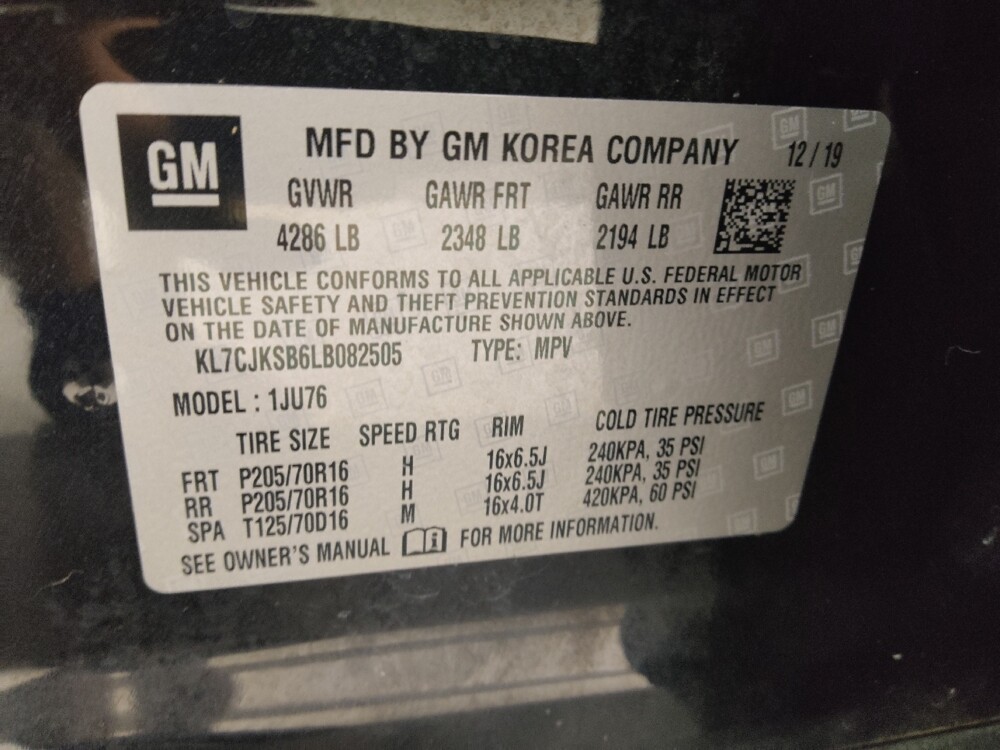 GM
MFD BY GM KOREA COMPANY 12 / 19
GVWR GAWR FRT GAWR RR
4286 LB 2348 LB 2194 LB
THIS VEHICLE CONFORMS TO ALL APPLICABLE U.S. FEDERAL MOTOR
VEHICLE SAFETY AND THEFT PREVENTION STANDARDS IN EFFECT
ON THE DATE OF MANUFACTURE SHOWN ABOVE.
KL7CJKSB6LB082505 TYPE: MPV
MODEL : 1JU76
TIRE SIZE SPEED RTG RIM COLD TIRE PRESSURE
FRT P205/70R16 H 16x6.5J 240KPA, 35 PSI
RR P205/70R16 H 16x6.5J 240KPA, 35 PSI
SPA T125/70D16 M 16x4.0T 420KPA, 60 PSI
SEE OWNER'S MANUAL i FOR MORE INFORMATION.